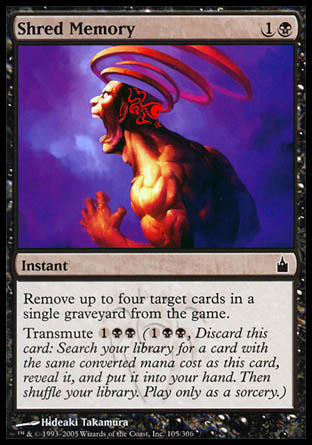 Shred Memory 1
Instant
Remove up to four target cards in a
single graveyard from the game.
Transmute 1 (1 , Discard this
card: Search your library for a card with
the same converted mana cost as this card,
reveal it, and put it into your hand. Then
shuffle your library. Play only as a sorcery.)
Hideaki Takamura
™ & © 1993–2005 Wizards of the Coast, Inc. 105/306